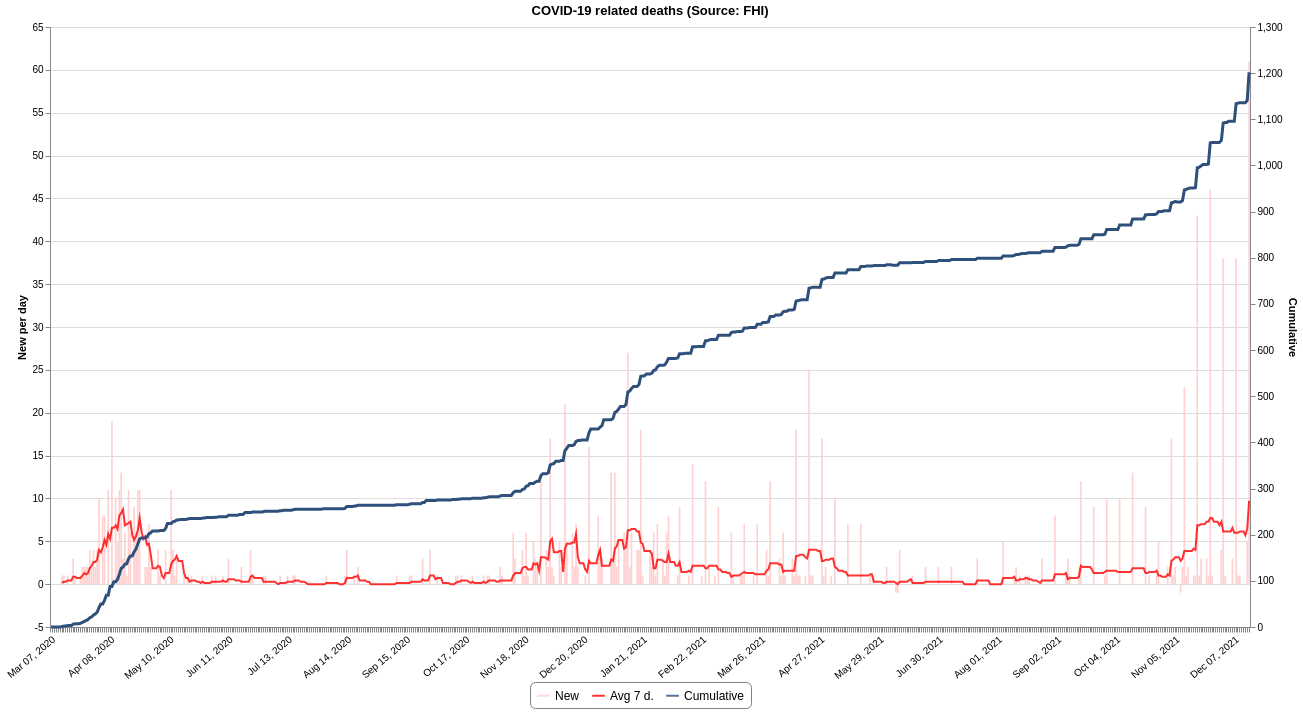 COVID-19 related deaths (Source: FHI)
65
60
55
50
45
40
35
30
25
20
15
10
5
0
-5
New per day
1,300
1,200
1,100
1,000
900
800
700
600
500
400
300
200
100
0
Cumulative
Mar 07, 2020
Apr 08, 2020
May 10, 2020
Jun 11, 2020
Jul 13, 2020
Aug 14, 2020
Sep 15, 2020
Oct 17, 2020
Nov 18, 2020
Dec 20, 2020
Jan 21, 2021
Feb 22, 2021
Mar 26, 2021
Apr 27, 2021
May 29, 2021
Jun 30, 2021
Aug 01, 2021
Sep 02, 2021
Oct 04, 2021
Nov 05, 2021
Dec 07, 2021
New Avg 7 d. Cumulative